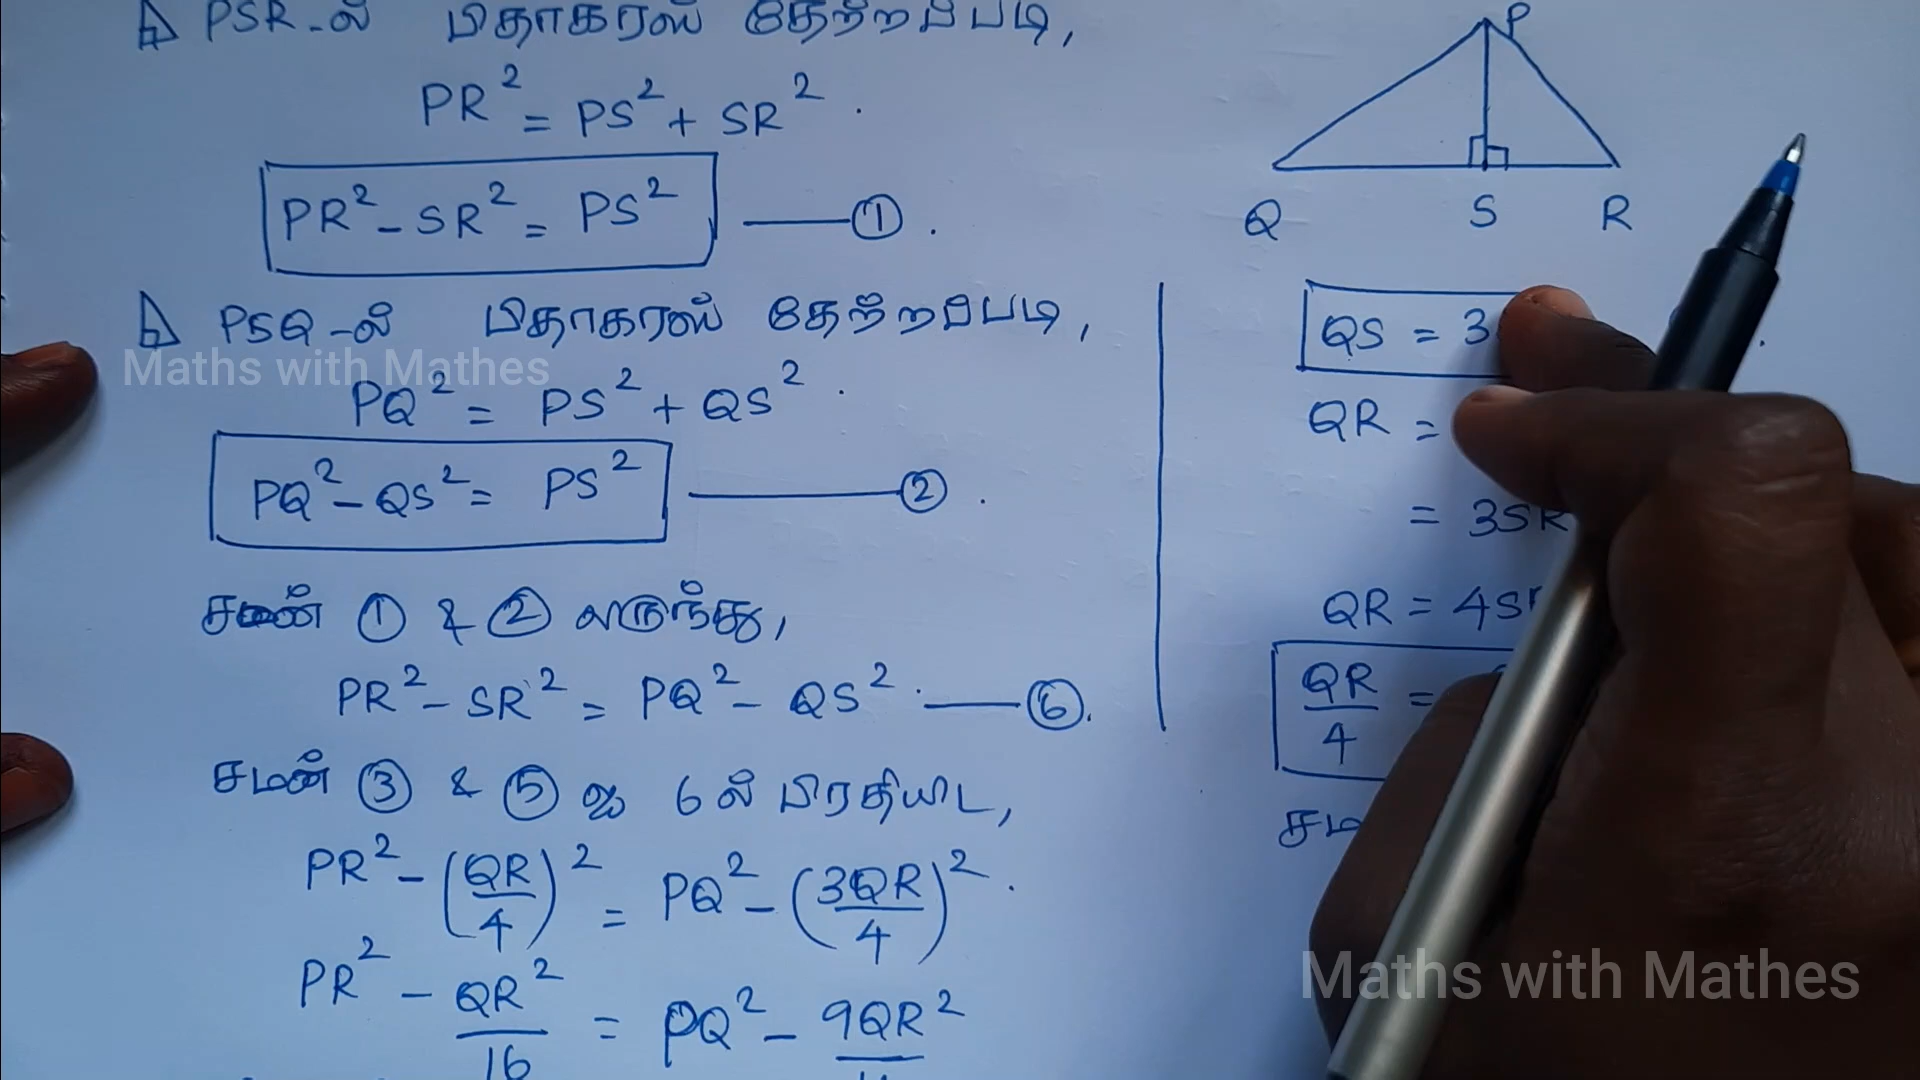 △ PSR-ல் பிதாகரஸ் தேற்றப்படி,
PR² = PS² + SR².
PR² - SR² = PS² —— ①.
△ PSQ-ல் பிதாகரஸ் தேற்றப்படி,
PQ² = PS² + QS².
PQ² - QS² = PS² —— ②.
சமன் ① & ② லருந்து,
PR² - SR² = PQ² - QS². —— ⑥.
சமன் ③ & ⑤ ஐ 6 ல் பிரதியிட,
PR² - (QR/4)² = PQ² - (3QR/4)².
PR² - QR²/16 = PQ² - 9QR²
P
Q S R
QS = 3
QR =
= 3SR
QR = 4S
QR/4 =
Maths with Mathes
Maths with Mathes